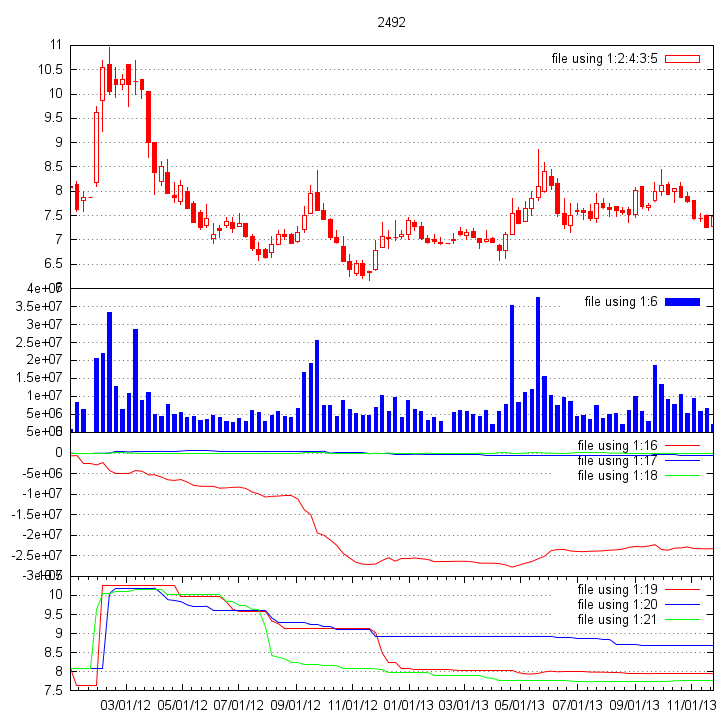 2492
11
file using 1:2:4:3:5
10.5
10
9.5
9
8.5
8
7.5
7
6.5
4e+07
file using 1:6
3.5e+07
3e+07
2.5e+07
2e+07
1.5e+07
1e+07
5e+06
file using 1:16
0
file using 1:17
file using 1:18
-5e+06
-1e+07
-1.5e+07
-2e+07
-2.5e+07
file using 1:19
10
file using 1:20
9.5
file using 1:21
9
8.5
8
7.5
03/01/12 05/01/12 07/01/12 09/01/12 11/01/12 01/01/13 03/01/13 05/01/13 07/01/13 09/01/13 11/01/13